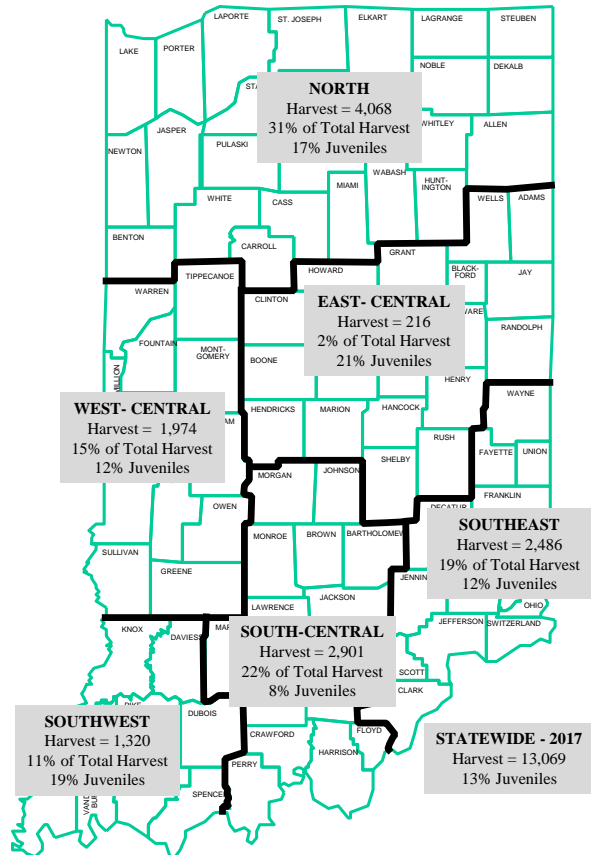 LAPORTE
ST. JOSEPH
ELKART
LAGRANGE
STEUBEN
LAKE
PORTER
NOBLE
DEKALB
NORTH
Harvest = 4,068
31% of Total Harvest
17% Juveniles
NEWTON
JASPER
PULASKI
WHITLEY
ALLEN
WHITE
CASS
MIAMI
WABASH
HUNT-
INGTON
WELLS
ADAMS
BENTON
CARROLL
GRANT
TIPPECANOE
HOWARD
WARREN
CLINTON
BLACK-
FORD
JAY
EAST- CENTRAL
Harvest = 216
2% of Total Harvest
21% Juveniles
RANDOLPH
FOUNTAIN
MONT-
GOMERY
BOONE
HENRY
WAYNE
WEST- CENTRAL
Harvest = 1,974
15% of Total Harvest
12% Juveniles
HENDRICKS
MARION
HANCOCK
RUSH
FAYETTE
UNION
SHELBY
MORGAN
JOHNSON
FRANKLIN
OWEN
DECATUR
MONROE
BROWN
BARTHOLOMEW
SOUTHEAST
Harvest = 2,486
19% of Total Harvest
12% Juveniles
SULLIVAN
GREENE
JACKSON
LAWRENCE
OHIO
JEFFERSON
SWITZERLAND
KNOX
DAVIESS
SOUTH-CENTRAL
Harvest = 2,901
22% of Total Harvest
8% Juveniles
SCOTT
CLARK
DUBOIS
SOUTHWEST
Harvest = 1,320
11% of Total Harvest
19% Juveniles
CRAWFORD
FLOYD
HARRISON
PERRY
SPENCER
STATEWIDE - 2017
Harvest = 13,069
13% Juveniles